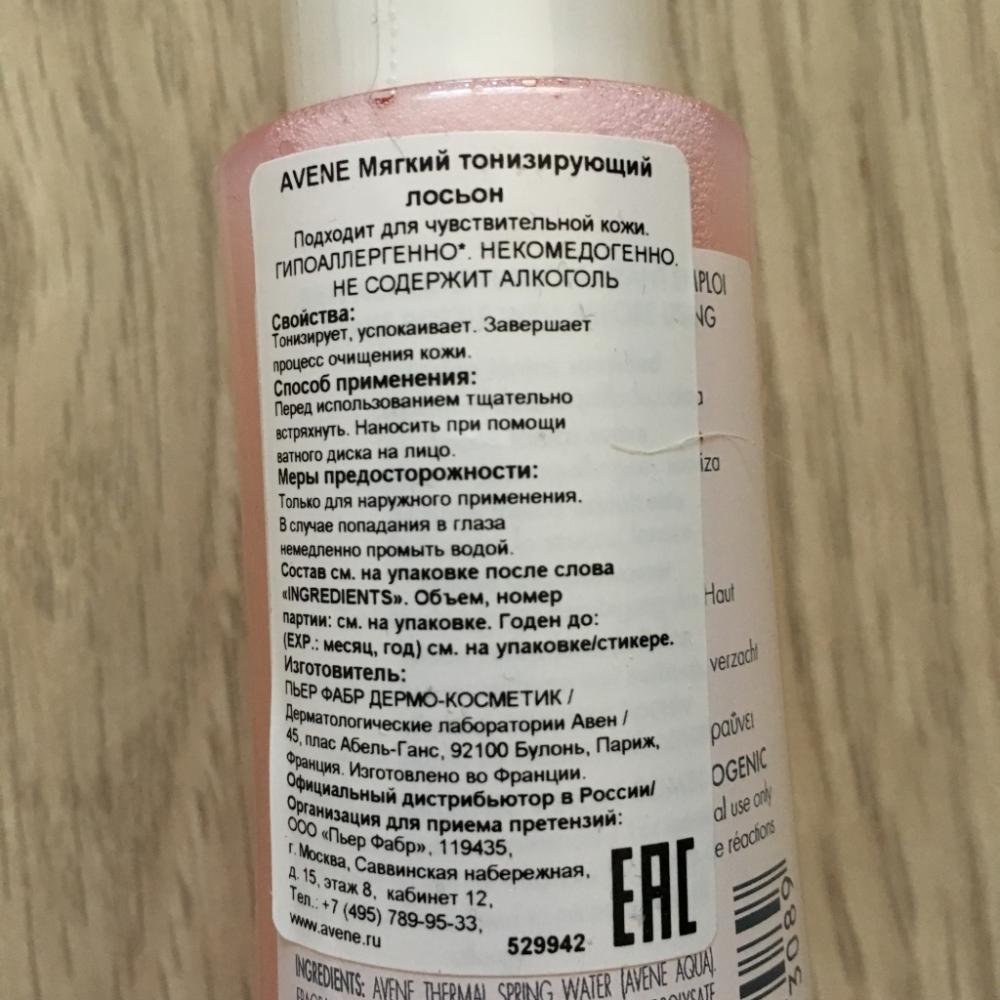 AVENE Мягкий тонизирующий
лосьон
Подходит для чувствительной кожи.
ГИПОАЛЛЕРГЕННО*. НЕКОМЕДОГЕННО.
НЕ СОДЕРЖИТ АЛКОГОЛЬ
Свойства:
Тонизирует, успокаивает. Завершает
процесс очищения кожи.
Способ применения:
Перед использованием тщательно
встряхнуть. Наносить при помощи
ватного диска на лицо.
Меры предосторожности:
Только для наружного применения.
В случае попадания в глаза
немедленно промыть водой.
Состав см. на упаковке после слова
«INGREDIENTS». Объем, номер
партии: см. на упаковке. Годен до:
(EXP.: месяц, год) см. на упаковке/стикере.
Изготовитель:
ПЬЕР ФАБР ДЕРМО-КОСМЕТИК /
Дерматологические лаборатории Авен /
45, плас Абель-Ганс, 92100 Булонь, Париж,
Франция. Изготовлено во Франции.
Официальный дистрибьютор в России/
Организация для приема претензий:
ООО «Пьер Фабр», 119435,
г. Москва, Саввинская набережная,
д. 15, этаж 8, кабинет 12,
Тел.: +7 (495) 789-95-33,
www.avene.ru
529942
EAC
NG
iza
Haut
verzacht
ραΰνει
OGENIC
al use only
e réactions
3089
INGREDIENTS: AVENE THERMAL SPRING WATER (AVENE AQUA).